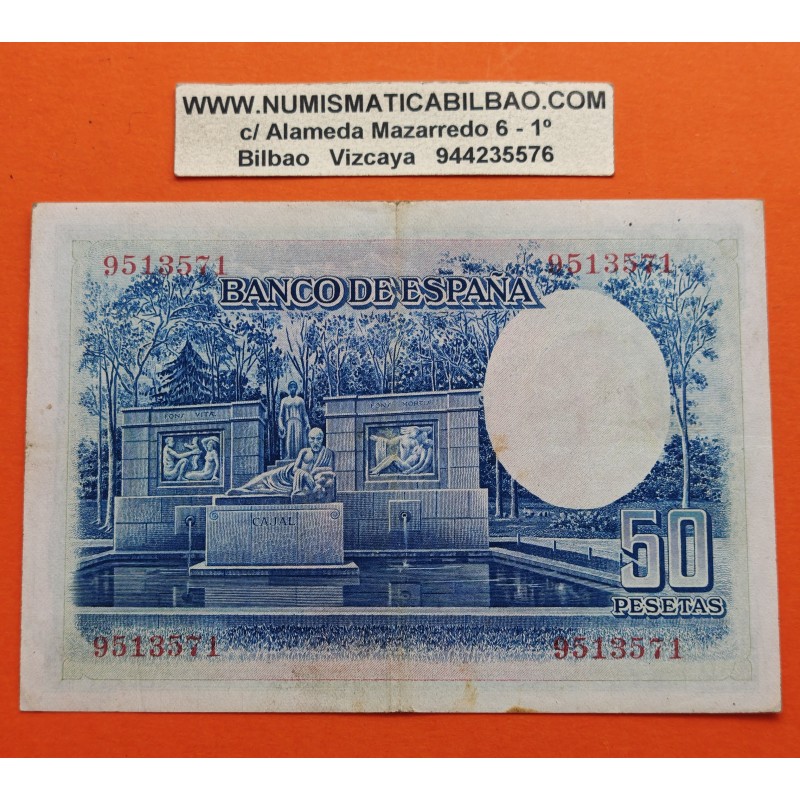 WWW.NUMISMATICABILBAO.COM
c/ Alameda Mazarredo 6 - 1º
Bilbao Vizcaya 944235576
9513571 9513571
BANCO DE ESPAÑA
FONS VITÆ FONS MORTIS
CAJAL
50
PESETAS
9513571 9513571